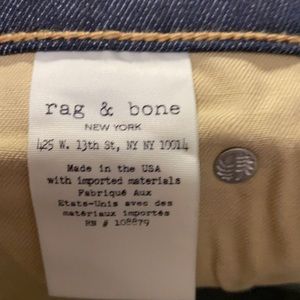 rag & bone
NEW YORK
425 W. 13th St, NY NY 10014
Made in the USA
with imported materials
Fabriqué Aux
Etats-Unis avec des
matériaux importés
RN # 108879